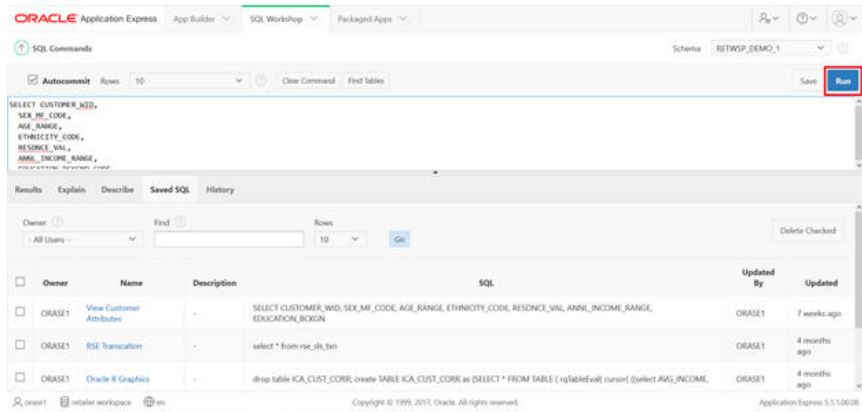 ORACLE Application Express App Builder SQL Workshop Packaged Apps
SQL Commands Schema RETWSP_DEMO_1
Autocommit Rows 10 Clear Command Find Tables Save Run
SELECT CUSTOMER_WID,
SEX_MF_CODE,
AGE_RANGE,
ETHNICITY_CODE,
RESDNCE_VAL,
ANNL_INCOME_RANGE,
Results Explain Describe Saved SQL History
Owner Find Rows
- All Users - 10 Go Delete Checked
Owner Name Description SQL Updated By Updated
ORASE1 View Customer Attributes - SELECT CUSTOMER_WID, SEX_MF_CODE, AGE_RANGE, ETHNICITY_CODE, RESDNCE_VAL, ANNL_INCOME_RANGE,
EDUCATION_BCKGN ORASE1 7 weeks ago
ORASE1 RSE Transcation - select * from rse_sls_txn ORASE1 4 months ago
ORASE1 Oracle R Graphics - drop table ICA_CUST_CORR; create TABLE ICA_CUST_CORR as (SELECT * FROM TABLE ( rqTableEval( cursor( (select AVG_INCOME, ORASE1 4 months ago
orase1 retailer workspace en Copyright © 1999, 2017, Oracle. All rights reserved. Application Express 5.1.1.00.08